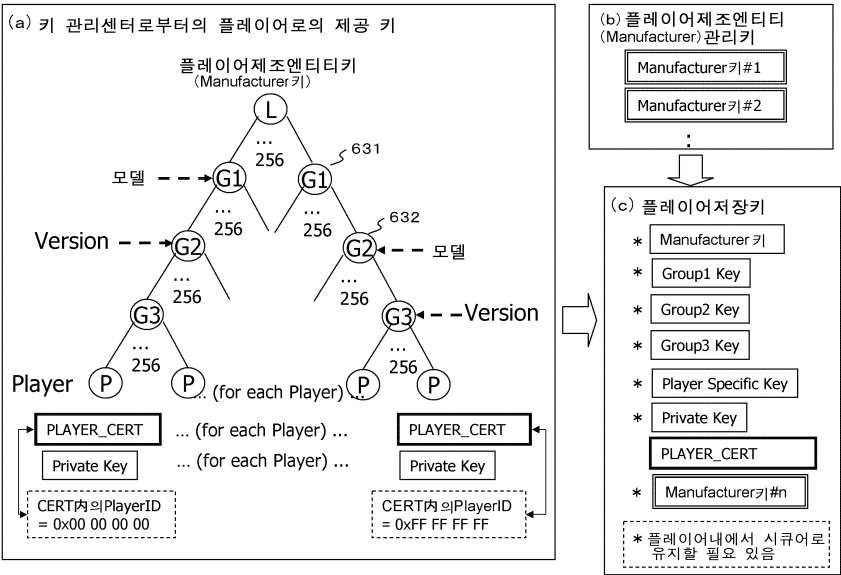 (a) 키 관리센터로부터의 플레이어로의 제공 키
플레이어제조엔티티키
(Manufacturer키)
L
...
256
631
모델
G1
G1
...
256
...
256
632
Version
G2
G2
모델
...
256
...
256
G3
G3
Version
...
256
...
256
Player
P
P
... (for each Player) ...
P
P
PLAYER_CERT
... (for each Player) ...
PLAYER_CERT
Private Key
... (for each Player) ...
Private Key
CERT内의PlayerID
= 0x00 00 00 00
CERT内의PlayerID
= 0xFF FF FF FF
(b) 플레이어제조엔티티
(Manufacturer)관리키
Manufacturer키#1
Manufacturer키#2
:
(c) 플레이어저장키
* Manufacturer 키
* Group1 Key
* Group2 Key
* Group3 Key
* Player Specific Key
* Private Key
PLAYER_CERT
* Manufacturer키#n
* 플레이어내에서 시큐어로
유지할 필요 있음